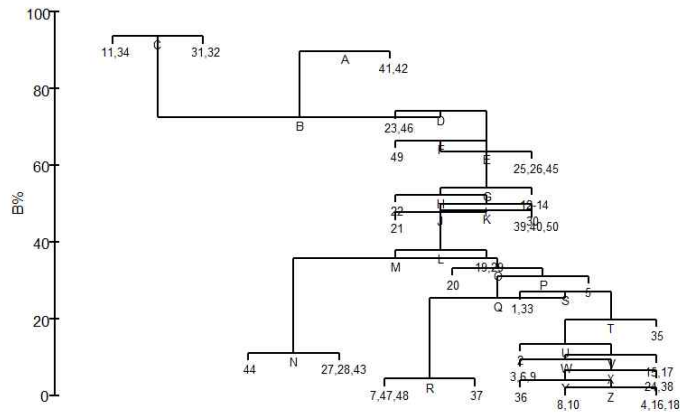 100
C
11,34
31,32
A
41,42
80
B%
B
D
23,46
F
49
E
60
25,26,45
H
G
12-14
22
30
39,40,50
J
K
21
40
L
M
19,29
O
20
P
5
Q
S
1,33
20
T
35
N
44
27,28,43
U
2
V
W
15,17
3,6,9
X
24,38
R
7,47,48
37
Y
Z
36
8,10
4,16,18
0